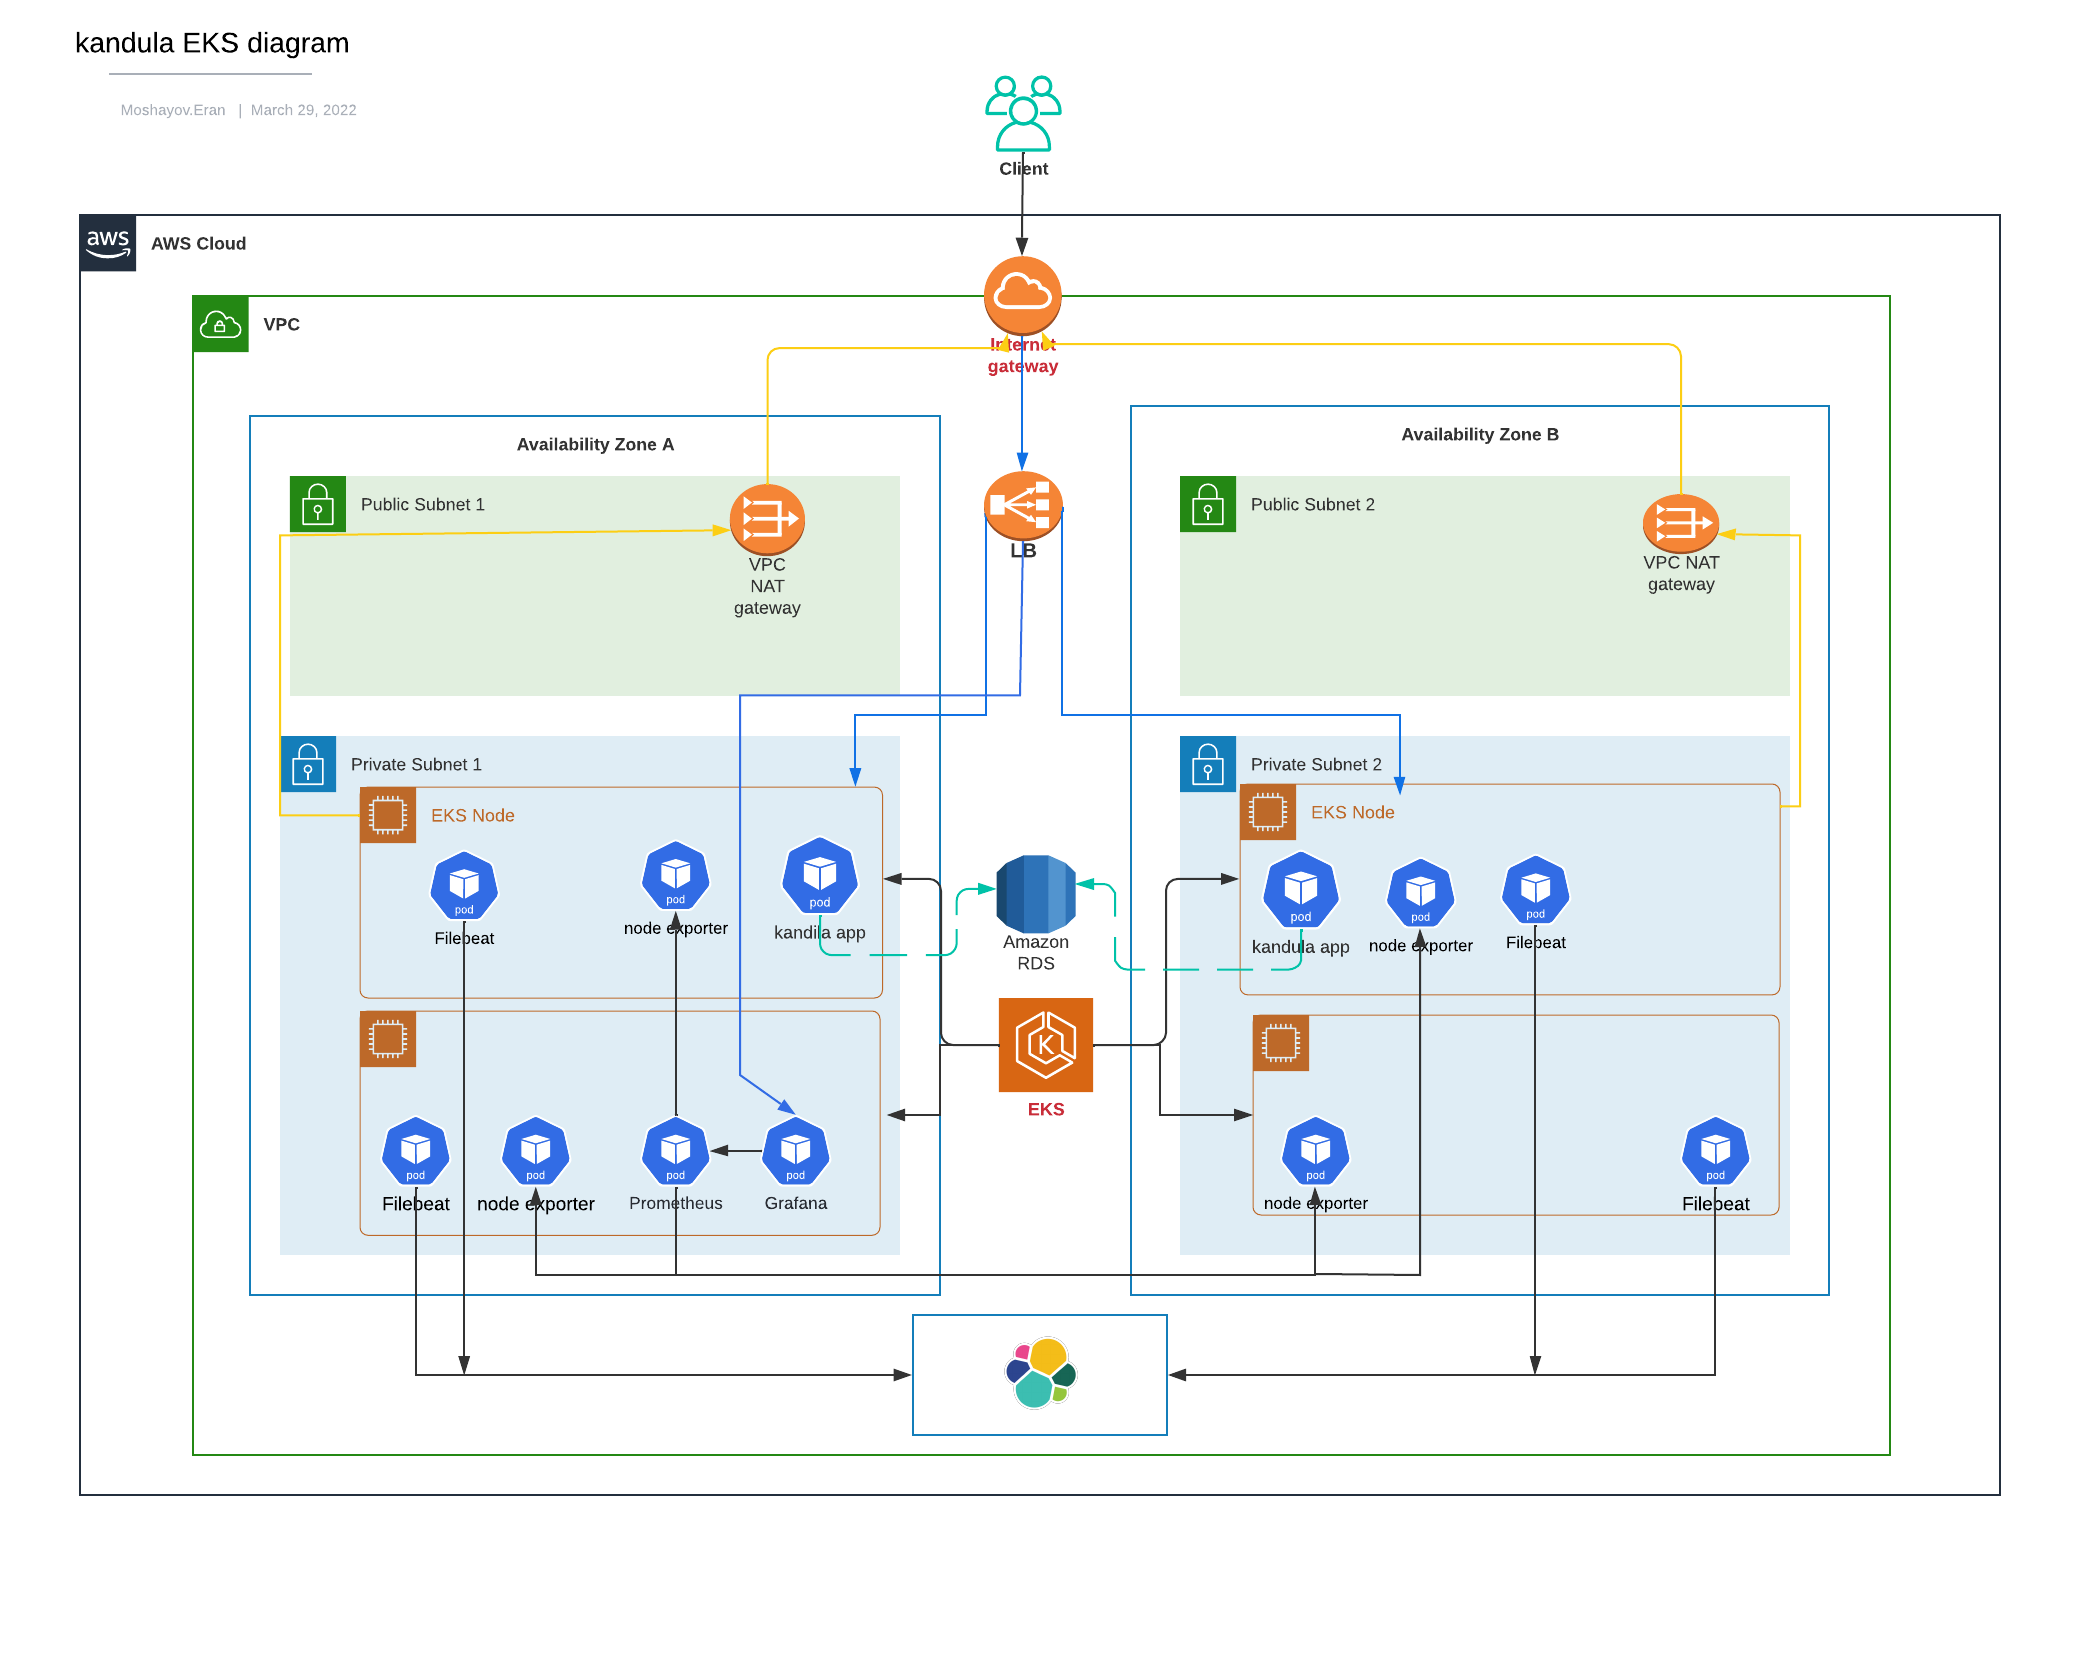 kandula EKS diagram
Moshayov.Eran | March 29, 2022
Client
aws
AWS Cloud
VPC
Internet
gateway
Availability Zone A
Availability Zone B
Public Subnet 1
VPC
NAT
gateway
LB
Public Subnet 2
VPC NAT
gateway
Private Subnet 1
Private Subnet 2
EKS Node
EKS Node
pod
Filebeat
pod
node exporter
pod
kandila app
Amazon
RDS
pod
kandula app
pod
node exporter
pod
Filebeat
K
EKS
pod
Filebeat
pod
node exporter
pod
Prometheus
pod
Grafana
pod
node exporter
pod
Filebeat